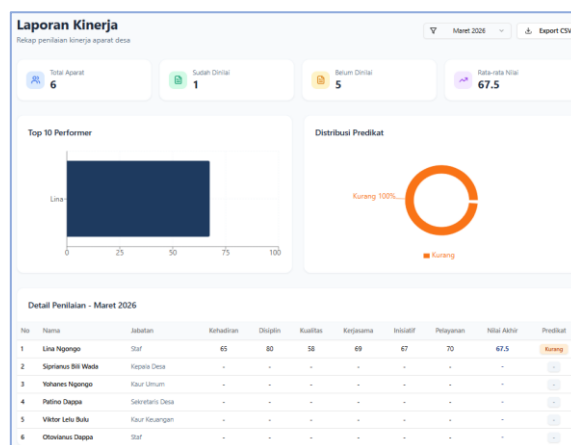 Laporan Kinerja
Rekap penilaian kinerja aparat desa
Maret 2026
Export CSV
Total Aparat
6
Sudah Dinilai
1
Belum Dinilai
5
Rata-rata Nilai
67.5
Top 10 Performer
Lina
0 25 50 75 100
Distribusi Predikat
Kurang 100%
Kurang
Detail Penilaian - Maret 2026
No Nama Jabatan Kehadiran Disiplin Kualitas Kerjasama Inisiatif Pelayanan Nilai Akhir Predikat
1 Lina Ngongo Staf 65 80 58 69 67 70 67.5 Kurang
2 Siprianus Bili Wada Kepala Desa - - - - - - - -
3 Yohanes Ngongo Kaur Umum - - - - - - - -
4 Patino Dappa Sekretaris Desa - - - - - - - -
5 Viktor Lelu Bulu Kaur Keuangan - - - - - - - -
6 Otovianus Dappa Staf - - - - - - - -